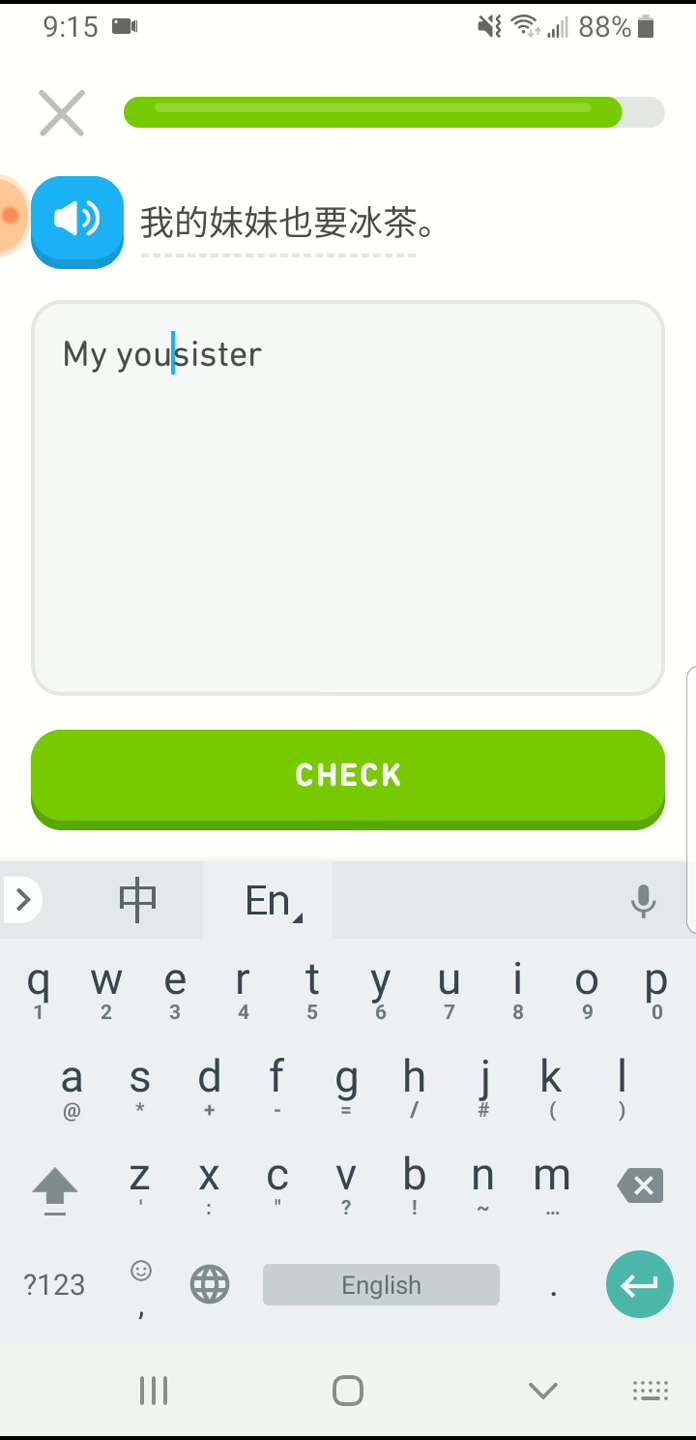 9:15 88%
我的妹妹也要冰茶。
My yousister
CHECK
中 En
q w e r t y u i o p
1 2 3 4 5 6 7 8 9 0
a s d f g h j k l
@ * + - = / # ( )
z x c v b n m
' : " ? ! ~ …
?123 , English .